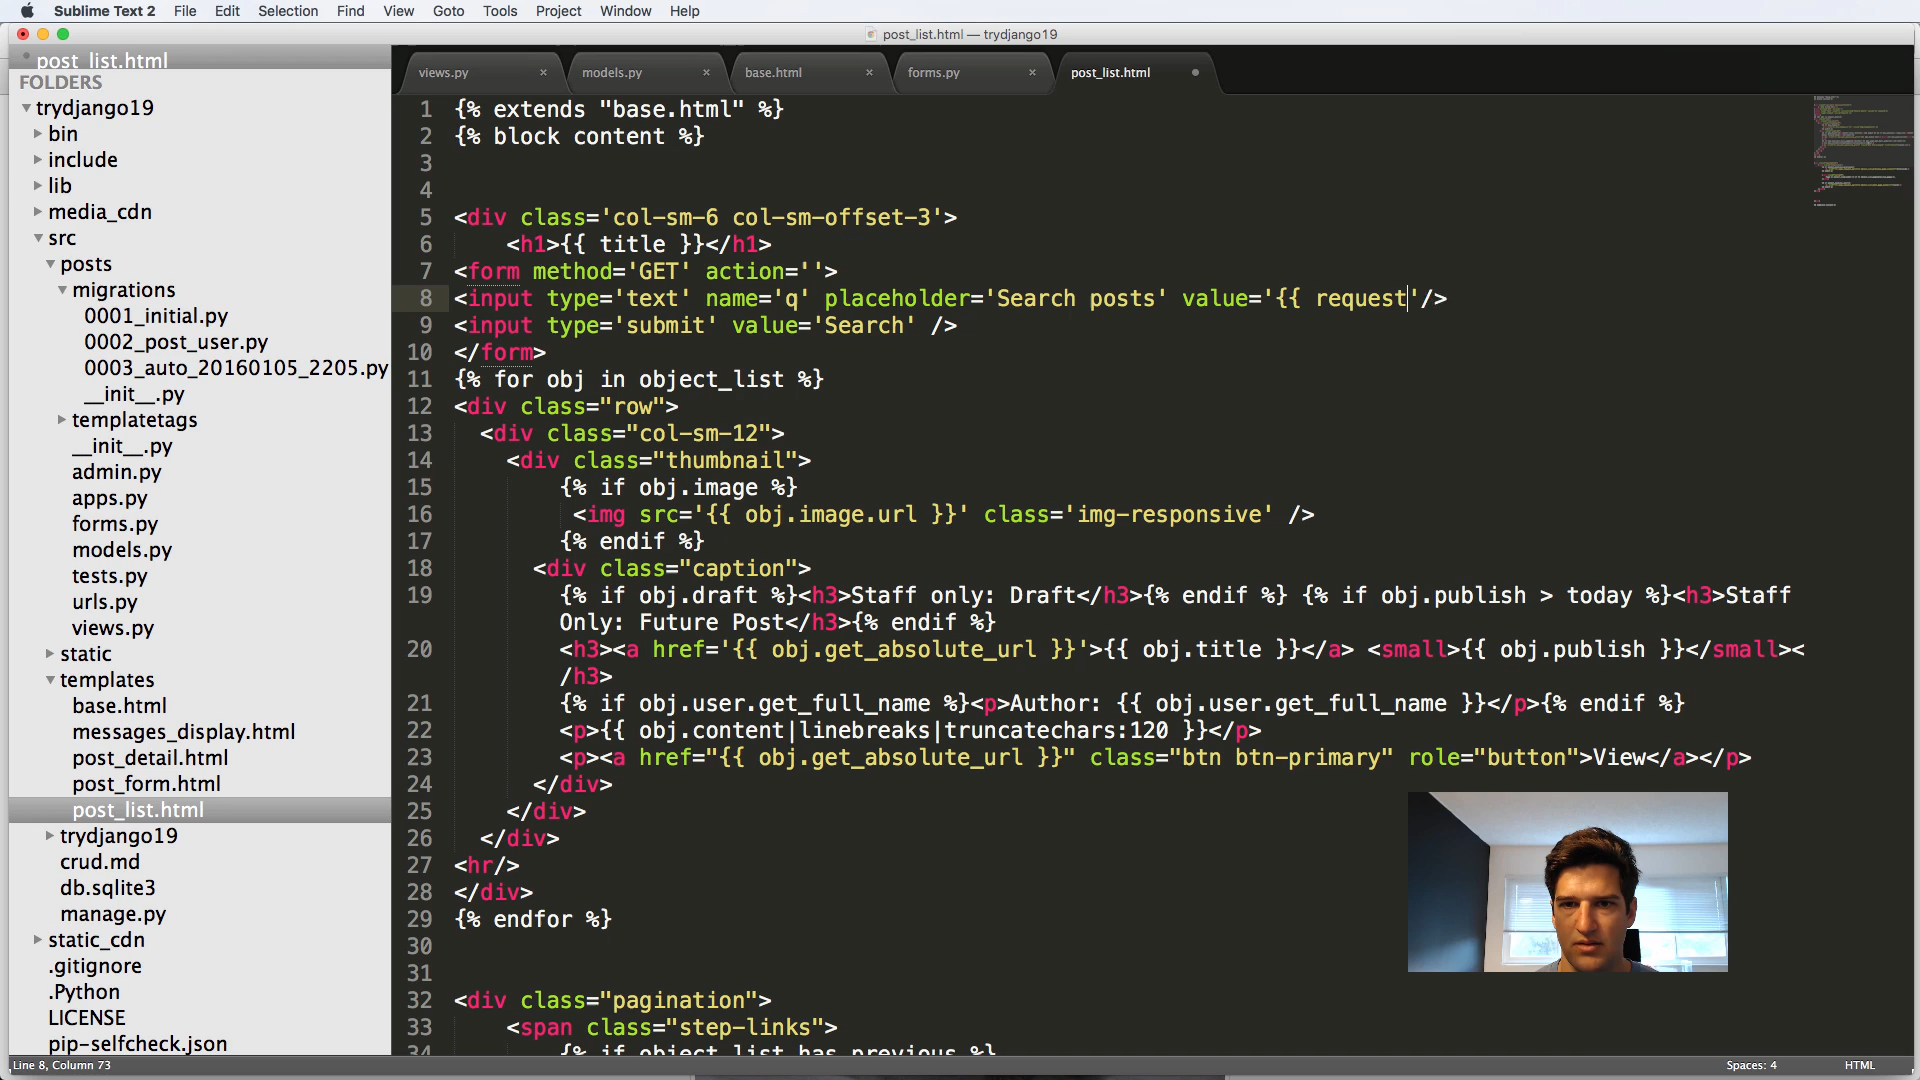 Sublime Text 2 File Edit Selection Find View Goto Tools Project Window Help
post_list.html — trydjango19
post_list.html
FOLDERS
trydjango19
bin
include
lib
media_cdn
src
posts
migrations
0001_initial.py
0002_post_user.py
0003_auto_20160105_2205.py
__init__.py
templatetags
__init__.py
admin.py
apps.py
forms.py
models.py
tests.py
urls.py
views.py
static
templates
base.html
messages_display.html
post_detail.html
post_form.html
post_list.html
trydjango19
crud.md
db.sqlite3
manage.py
static_cdn
.gitignore
.Python
LICENSE
pip-selfcheck.json
views.py × models.py × base.html × forms.py × post_list.html
1 {% extends "base.html" %}
2 {% block content %}
3
4
5 <div class='col-sm-6 col-sm-offset-3'>
6 <h1>{{ title }}</h1>
7 <form method='GET' action=''>
8 <input type='text' name='q' placeholder='Search posts' value='{{ request'/>
9 <input type='submit' value='Search' />
10 </form>
11 {% for obj in object_list %}
12 <div class="row">
13 <div class="col-sm-12">
14 <div class="thumbnail">
15 {% if obj.image %}
16 <img src='{{ obj.image.url }}' class='img-responsive' />
17 {% endif %}
18 <div class="caption">
19 {% if obj.draft %}<h3>Staff only: Draft</h3>{% endif %} {% if obj.publish > today %}<h3>Staff
Only: Future Post</h3>{% endif %}
20 <h3><a href='{{ obj.get_absolute_url }}'>{{ obj.title }}</a> <small>{{ obj.publish }}</small><
/h3>
21 {% if obj.user.get_full_name %}<p>Author: {{ obj.user.get_full_name }}</p>{% endif %}
22 <p>{{ obj.content|linebreaks|truncatechars:120 }}</p>
23 <p><a href="{{ obj.get_absolute_url }}" class="btn btn-primary" role="button">View</a></p>
24 </div>
25 </div>
26 </div>
27 <hr/>
28 </div>
29 {% endfor %}
30
31
32 <div class="pagination">
33 <span class="step-links">
34 {% if object_list.has_previous %}
Line 8, Column 73
Spaces: 4 HTML